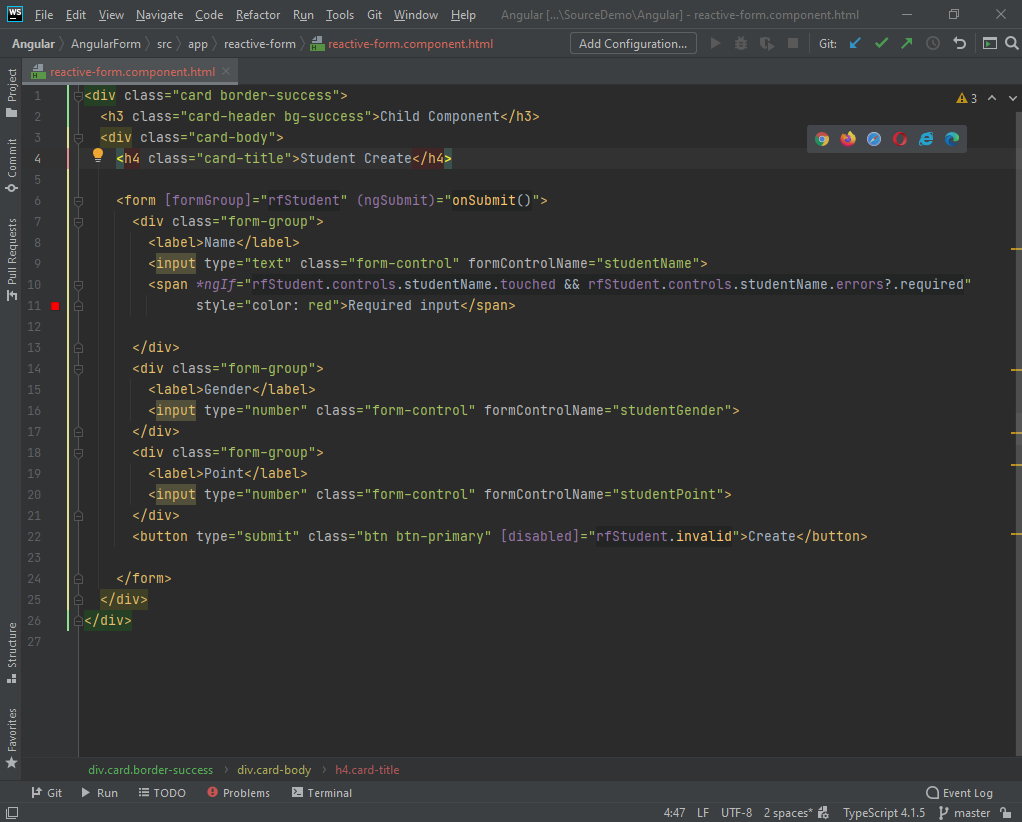 WS File Edit View Navigate Code Refactor Run Tools Git Window Help Angular [...\SourceDemo\Angular] - reactive-form.component.html
Angular AngularForm src app reactive-form reactive-form.component.html Add Configuration... Git:
reactive-form.component.html
Project
Commit
Pull Requests
Structure
Favorites
3
1 <div class="card border-success">
2 <h3 class="card-header bg-success">Child Component</h3>
3 <div class="card-body">
4 <h4 class="card-title">Student Create</h4>
5
6 <form [formGroup]="rfStudent" (ngSubmit)="onSubmit()">
7 <div class="form-group">
8 <label>Name</label>
9 <input type="text" class="form-control" formControlName="studentName">
10 <span *ngIf="rfStudent.controls.studentName.touched && rfStudent.controls.studentName.errors?.required"
11 style="color: red">Required input</span>
12
13 </div>
14 <div class="form-group">
15 <label>Gender</label>
16 <input type="number" class="form-control" formControlName="studentGender">
17 </div>
18 <div class="form-group">
19 <label>Point</label>
20 <input type="number" class="form-control" formControlName="studentPoint">
21 </div>
22 <button type="submit" class="btn btn-primary" [disabled]="rfStudent.invalid">Create</button>
23
24 </form>
25 </div>
26 </div>
27
div.card.border-success div.card-body h4.card-title
Git Run TODO Problems Terminal Event Log
4:47 LF UTF-8 2 spaces* TypeScript 4.1.5 master